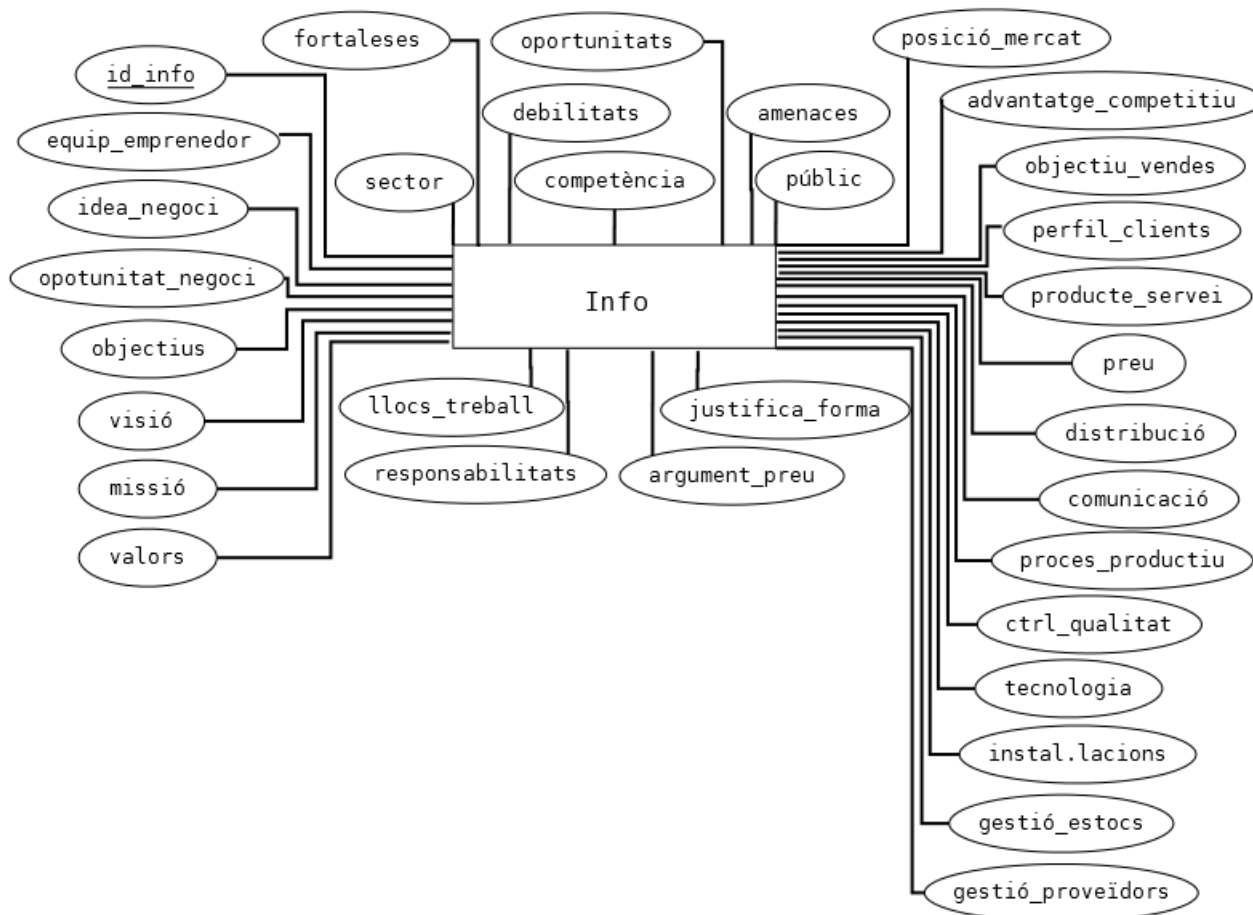 fortaleses
oportunitats
posició_mercat
id_info
advantatge_competitiu
debilitats
amenaces
equip_emprenedor
objectiu_vendes
sector
competència
públic
idea_negoci
perfil_clients
opotunitat_negoci
producte_servei
Info
objectius
preu
llocs_treball
justifica_forma
visió
distribució
responsabilitats
argument_preu
missió
comunicació
valors
proces_productiu
ctrl_qualitat
tecnologia
instal.lacions
gestió_estocs
gestió_proveïdors